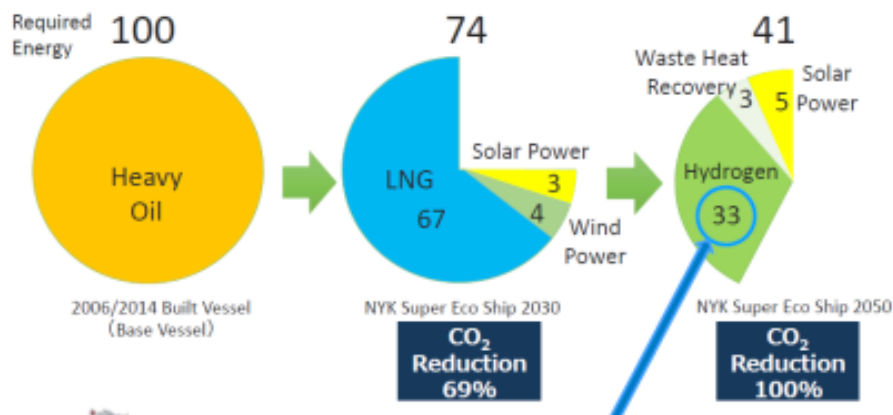 Required
Energy
100
Heavy
Oil
2006/2014 Built Vessel
(Base Vessel)
74
Solar Power
LNG
67
3
4
Wind
Power
NYK Super Eco Ship 2030
CO₂
Reduction
69%
41
Waste Heat
Recovery
3
5
Solar
Power
Hydrogen
33
NYK Super Eco Ship 2050
CO₂
Reduction
100%